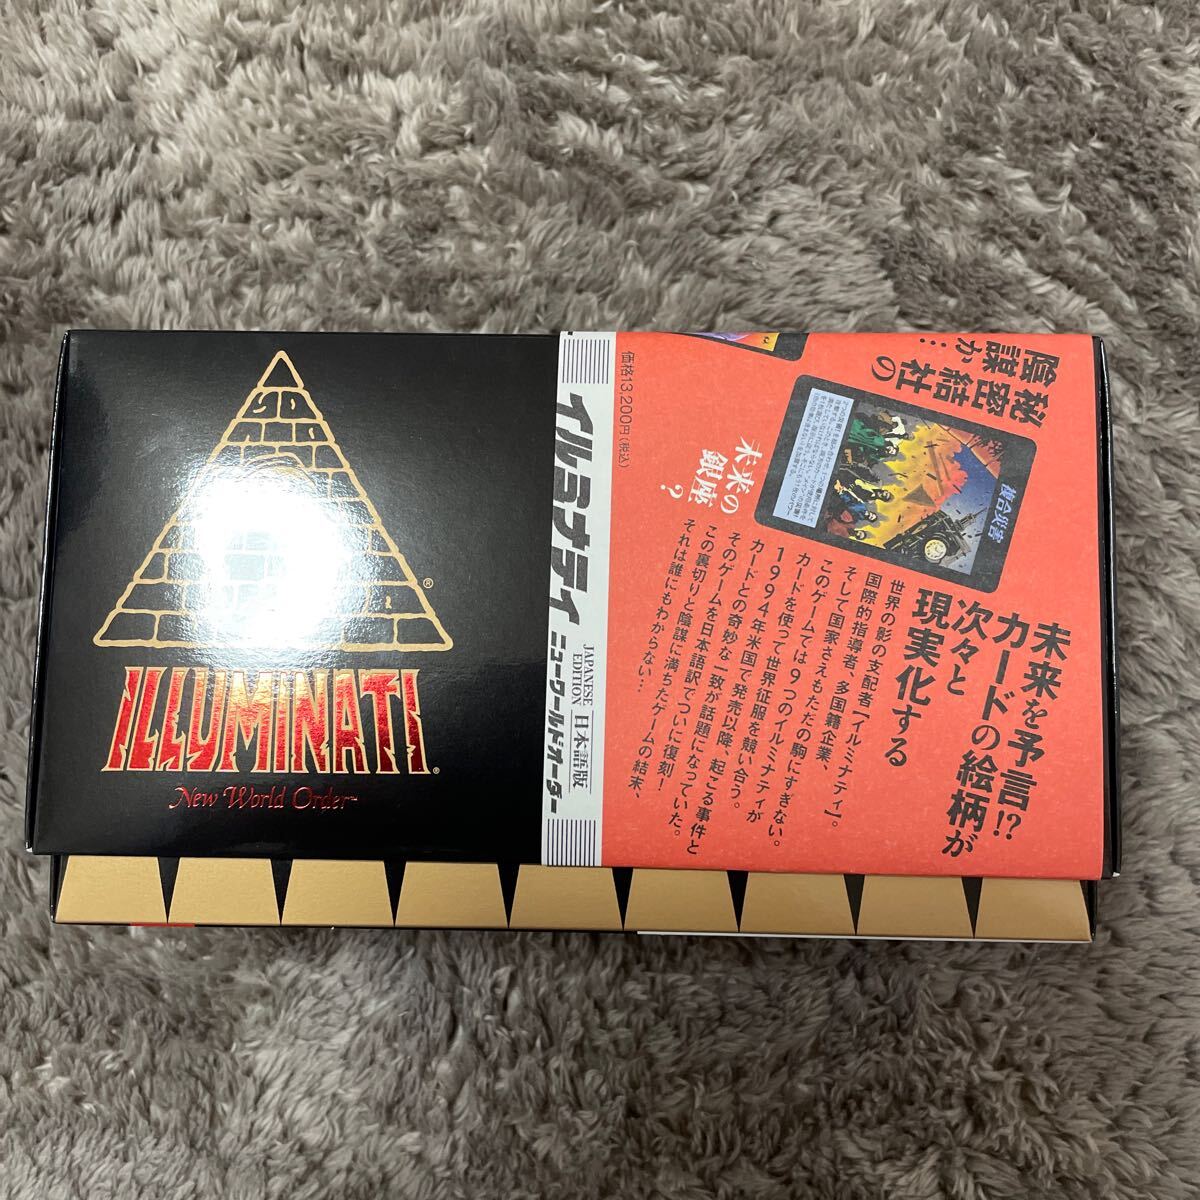 ILLUMINATI
New World Order™
イルミナティ
ニューワールドオーダー
JAPANESE
EDITION
日本語版
価格13,200円(税込)
秘密結社の
陰謀か…
複合災害
未来の
銀座?
未来を予言!?
カードの絵柄が
次々と
現実化する
世界の影の支配者【イルミナティ】。
国際的指導者、多国籍企業、
そして国家さえもただの駒にすぎない。
このゲームでは9つのイルミナティが
カードを使って世界征服を競い合う。
1994年米国で発売以降、起こる事件と
カードとの奇妙な一致が話題になっていた。
そのゲームを日本語訳でついに復刻!
この裏切りと陰謀に満ちたゲームの結末、
それは誰にもわからない…